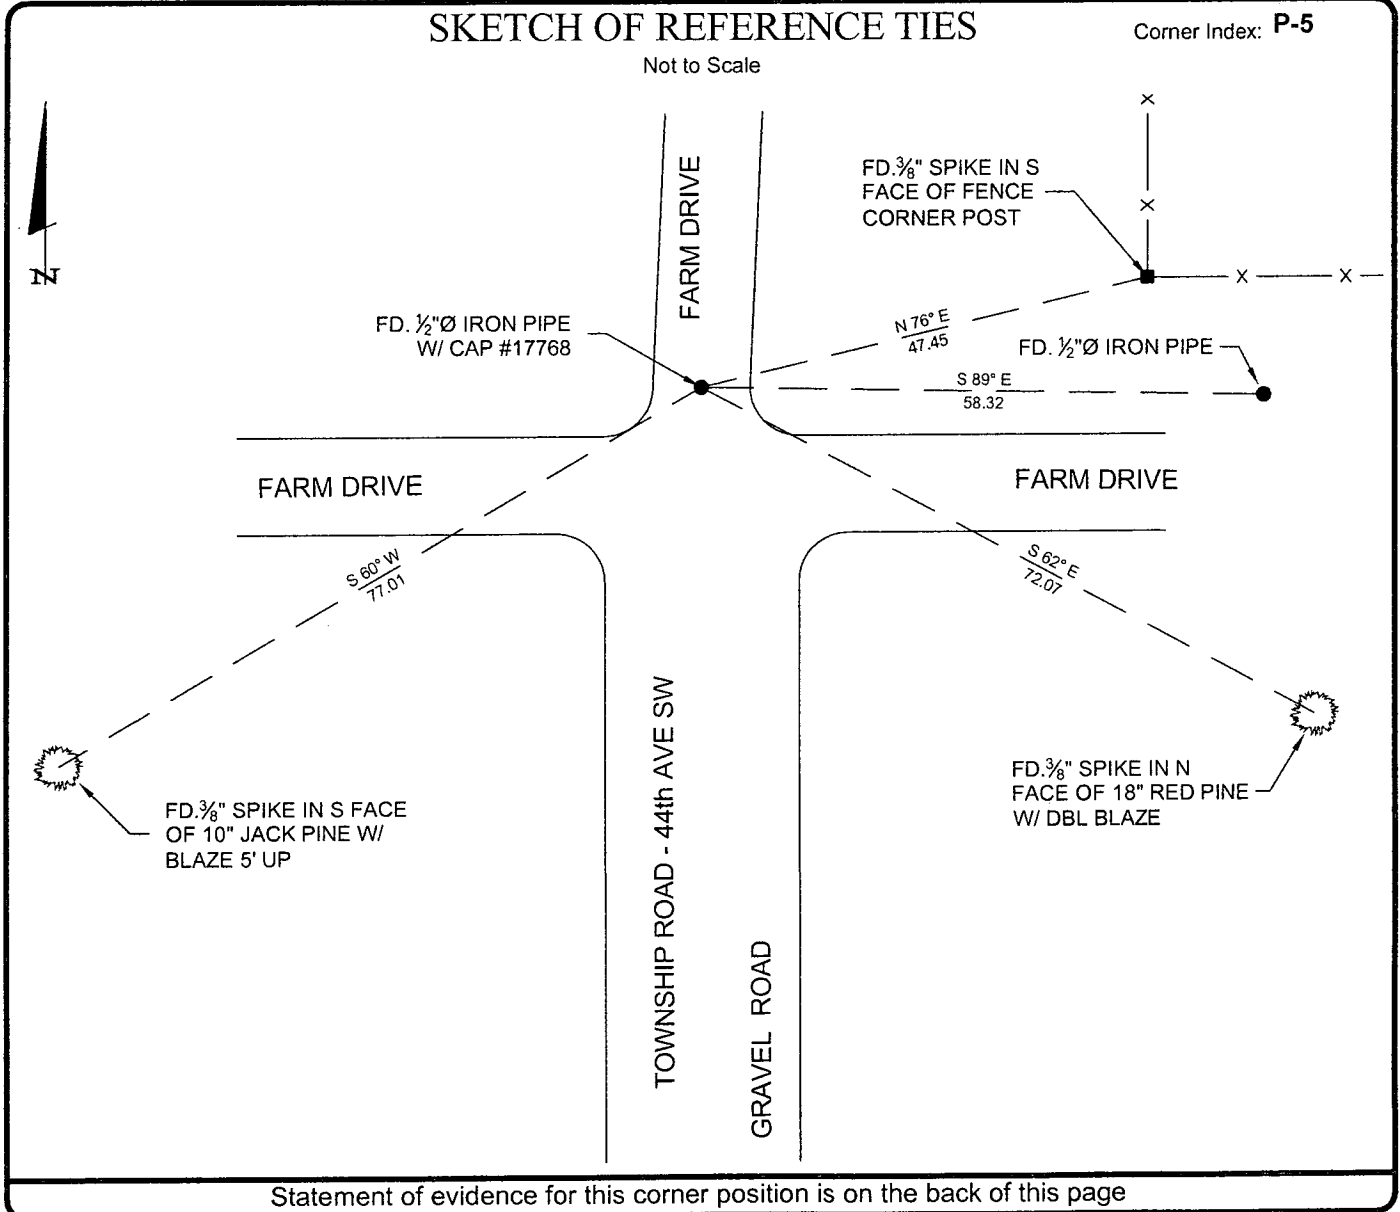 SKETCH OF REFERENCE TIES
Corner Index: P-5
Not to Scale
N
FARM DRIVE
FD.⅜" SPIKE IN S
FACE OF FENCE
CORNER POST
X
X
X
X
FD. ½"Ø IRON PIPE
W/ CAP #17768
N 76° E
47.45
FD. ½"Ø IRON PIPE
S 89° E
58.32
FARM DRIVE
FARM DRIVE
S 60° W
77.01
S 62° E
72.07
FD.⅜" SPIKE IN S FACE
OF 10" JACK PINE W/
BLAZE 5' UP
FD.⅜" SPIKE IN N
FACE OF 18" RED PINE
W/ DBL BLAZE
TOWNSHIP ROAD - 44th AVE SW
GRAVEL ROAD
Statement of evidence for this corner position is on the back of this page